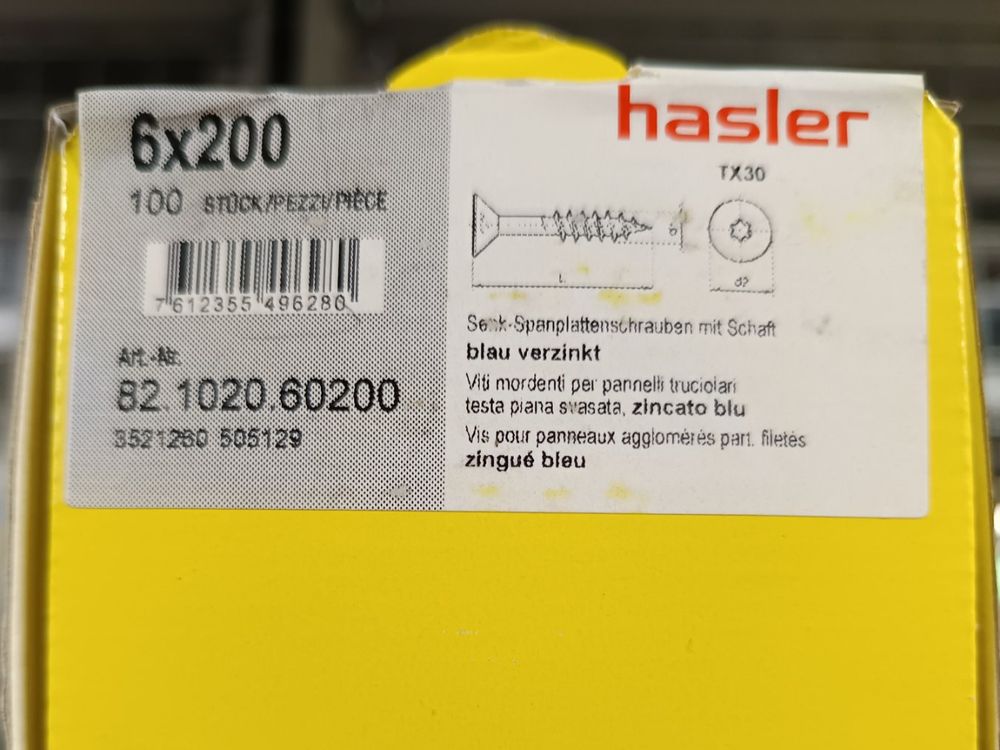 6x200
100 STÜCK/PEZZI/PIÈCE
7 612355 496280
Art.-Nr.
82.1020.60200
3521260 505129
hasler
TX30
d
L
d2
Senk-Spanplattenschrauben mit Schaft
blau verzinkt
Viti mordenti per pannelli truciolari
testa piana svasata, zincato blu
Vis pour panneaux agglomérés part. filetés
zingué bleu